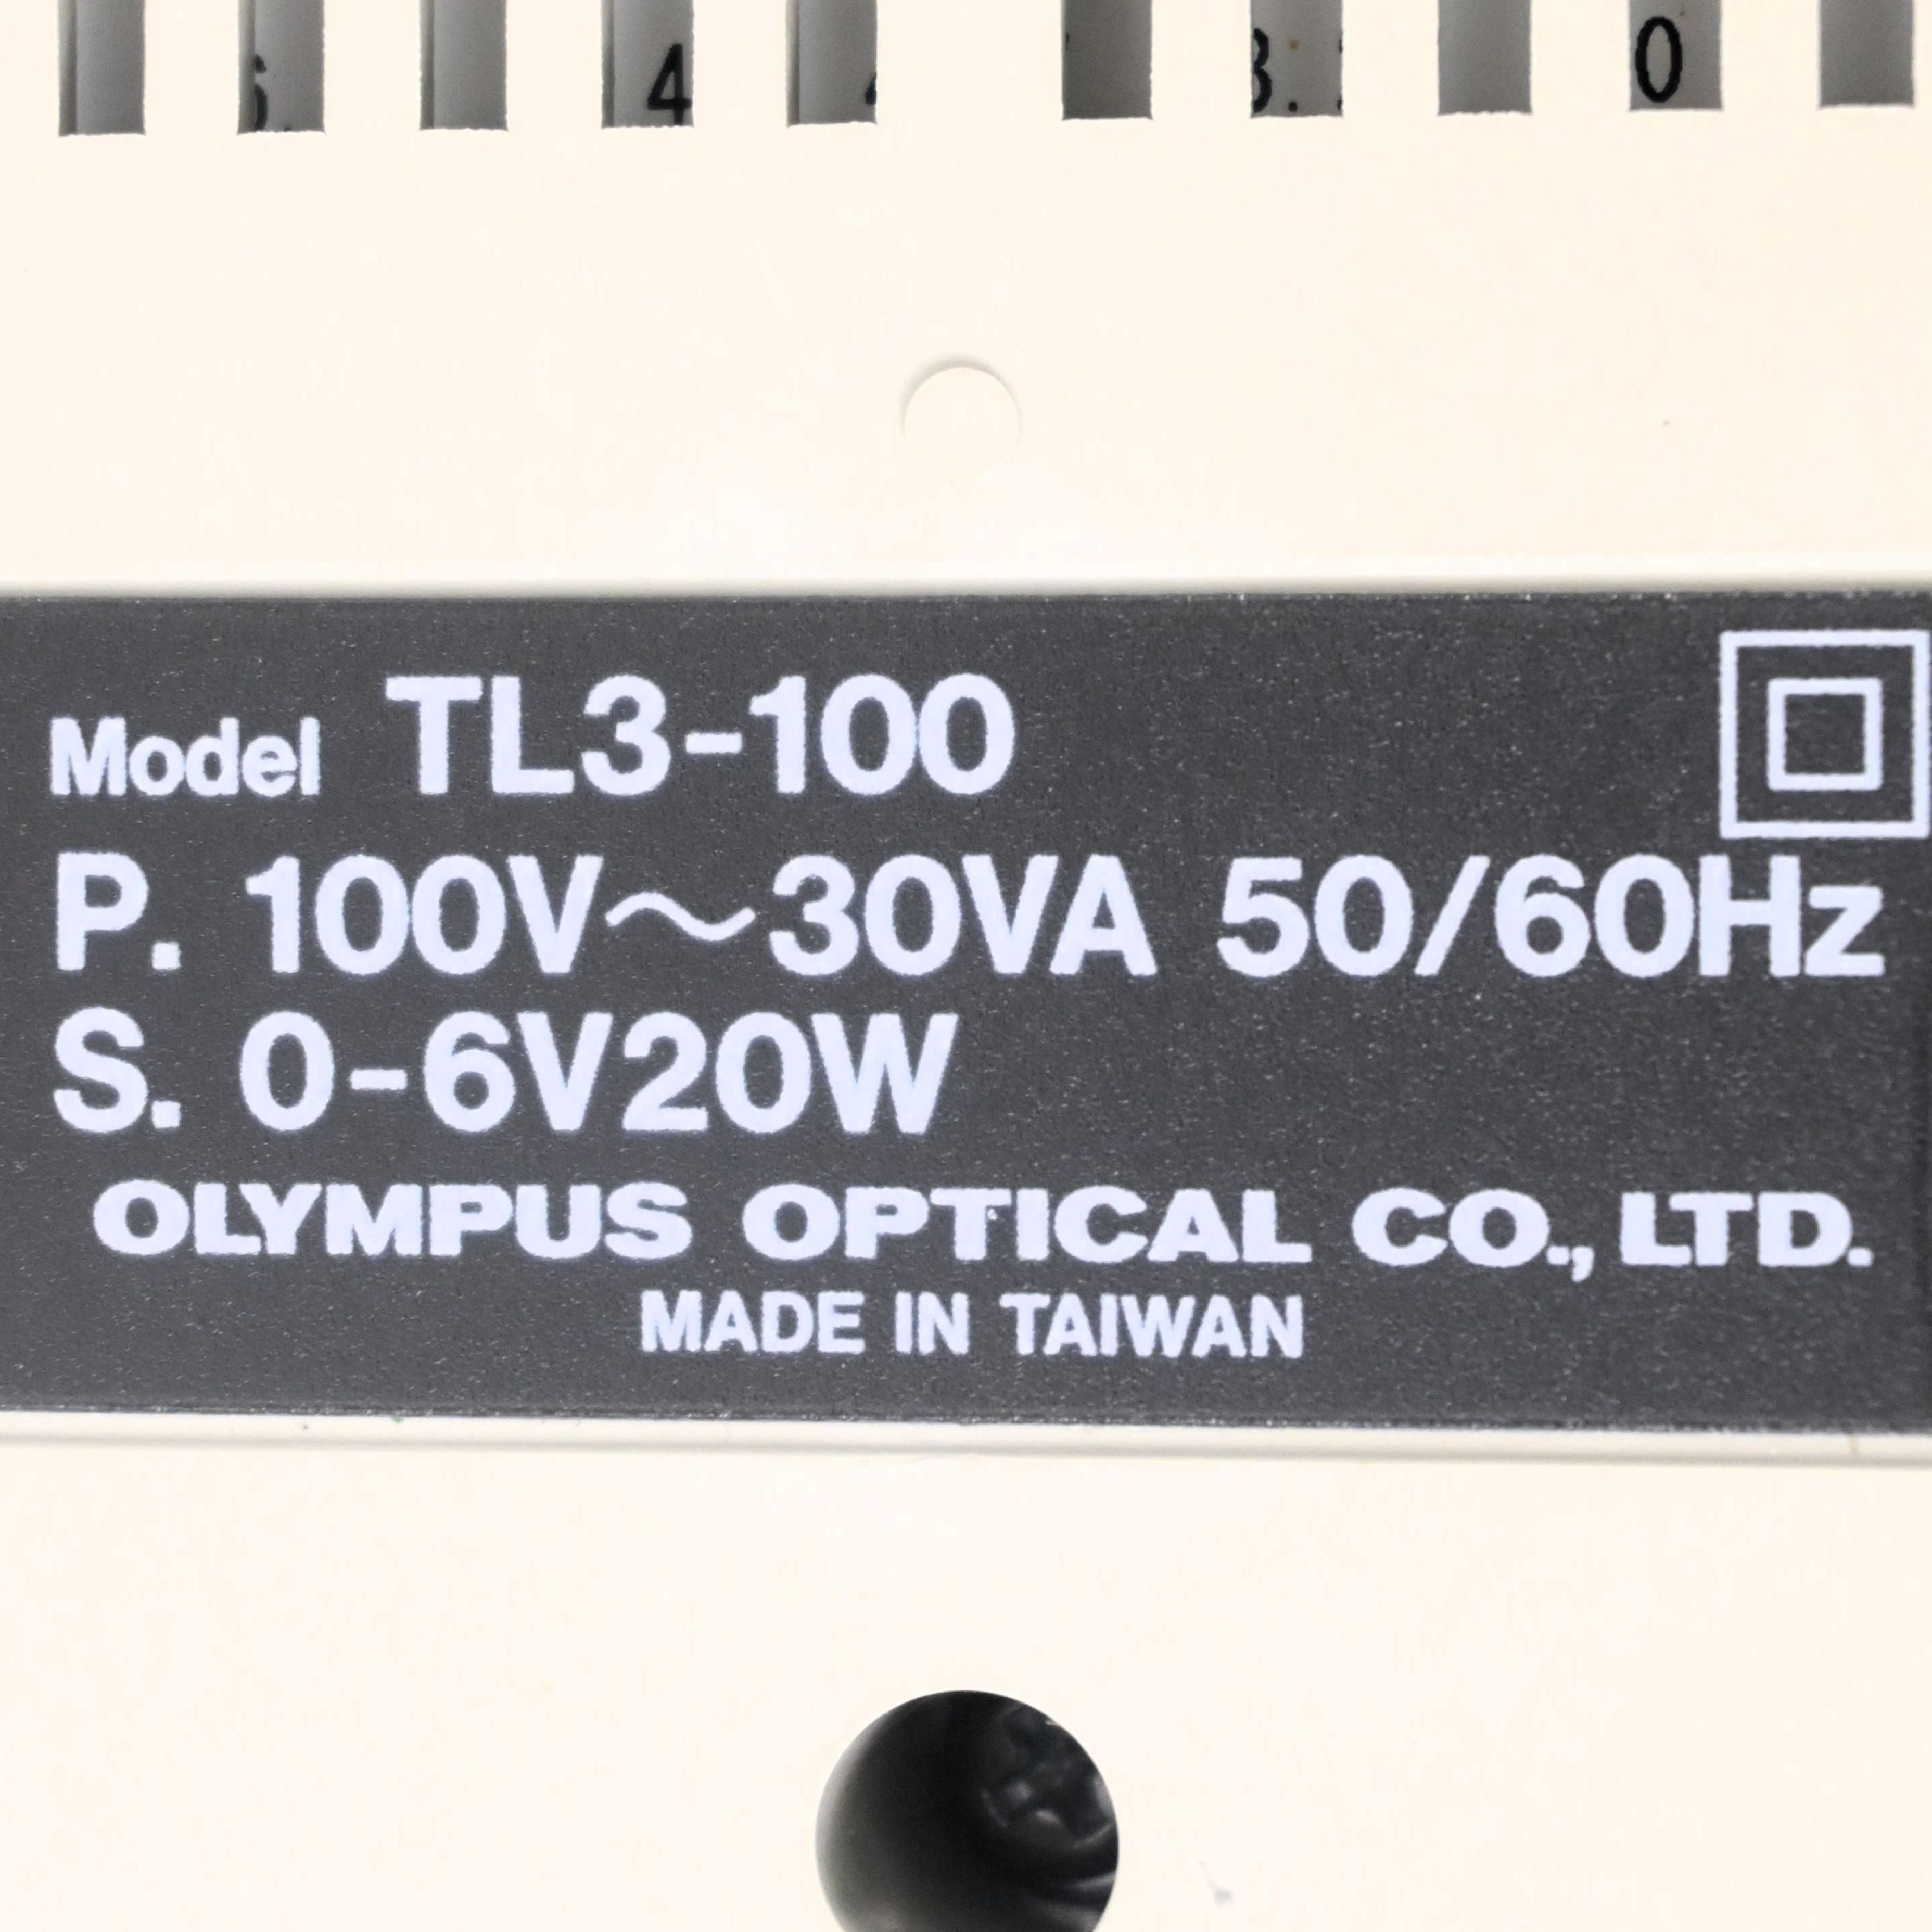 Model TL3-100
P. 100V～30VA 50/60Hz
S. 0-6V20W
OLYMPUS OPTICAL CO., LTD.
MADE IN TAIWAN